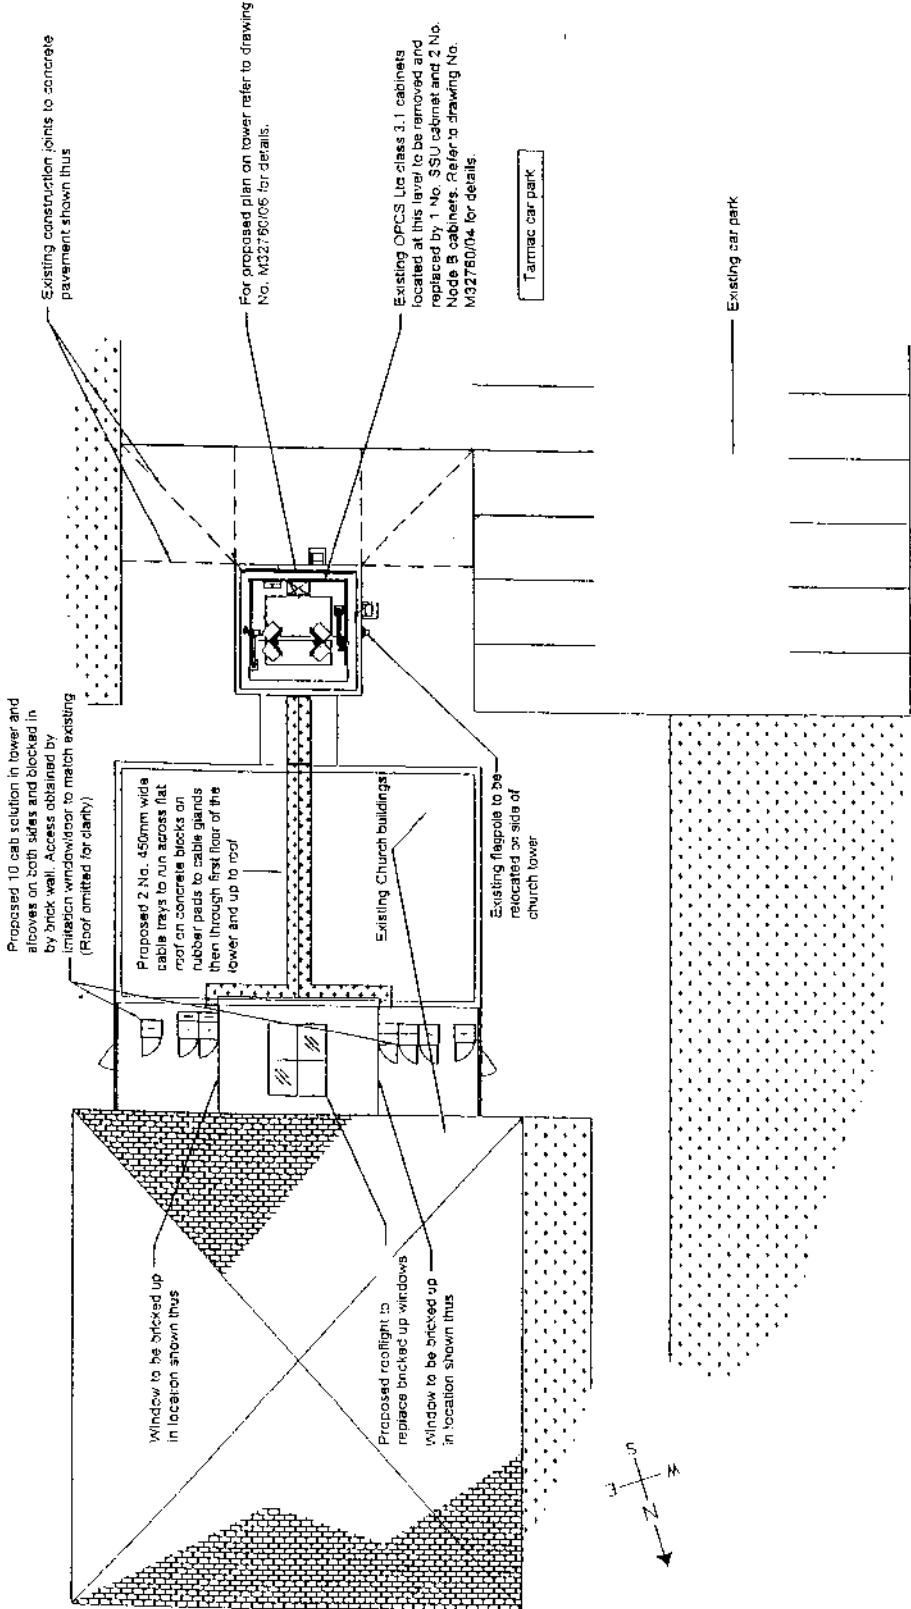 Existing construction joints to concrete
pavement shown thus
For proposed plan on tower refer to drawing
No. M32760/05 for details.
Existing OPCS Ltd class 3.1 cabinets
located at this level to be removed and
replaced by 1 No. SSU cabinet and 2 No.
Node B cabinets. Refer to drawing No.
M32760/04 for details.
Tarmac car park
Existing car park
Proposed 10 cab solution in tower and
alcoves on both sides and blocked in
by brick wall. Access obtained by
imitation window/door to match existing
(Roof omitted for clarity)
Proposed 2 No. 450mm wide
cable trays to run across flat
roof on concrete blocks on
rubber pads to cable glands
then through first floor of the
tower and up to roof
Existing Church buildings
Existing flagpole to be
relocated on side of
church tower
Window to be bricked up
in location shown thus
Proposed rooflight to
replace bricked up windows
Window to be bricked up
in location shown thus
N
E
S
W